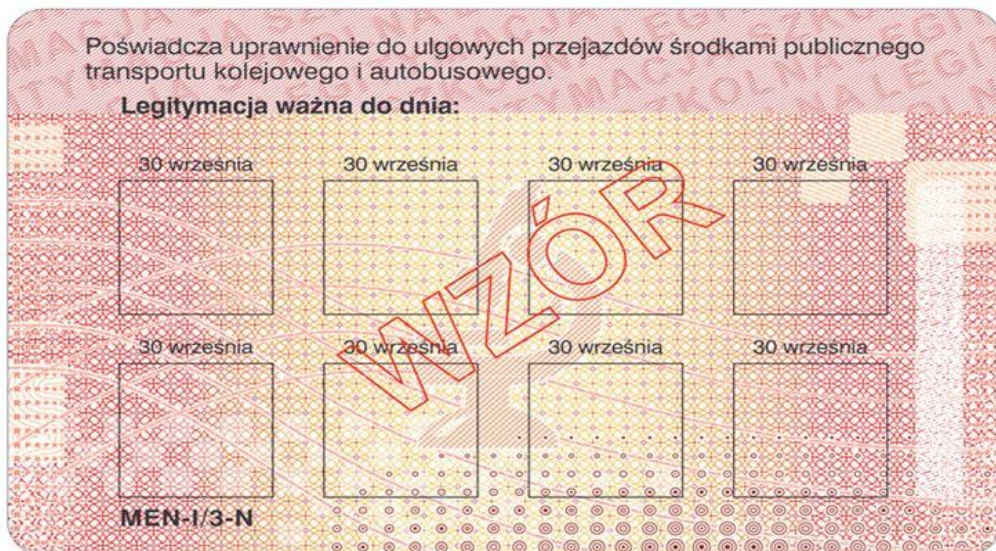 Poświadcza uprawnienie do ulgowych przejazdów środkami publicznego
transportu kolejowego i autobusowego.
Legitymacja ważna do dnia:
30 września 30 września 30 września 30 września
WZÓR
30 września 30 września 30 września 30 września
MEN-I/3-N